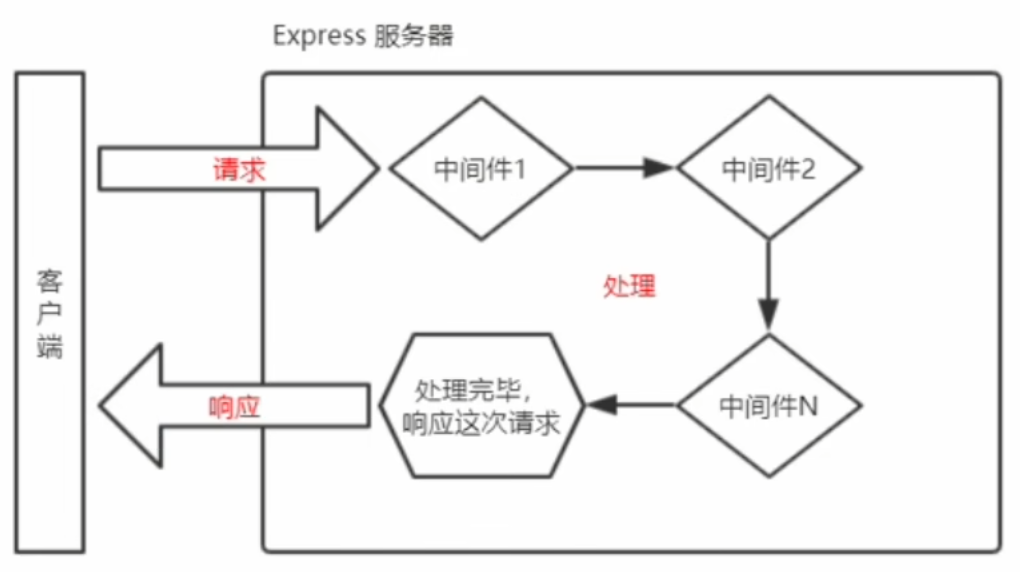 Express 服务器
请求
中间件1
中间件2
客
户
端
处理
响应
处理完毕，
响应这次请求
中间件N